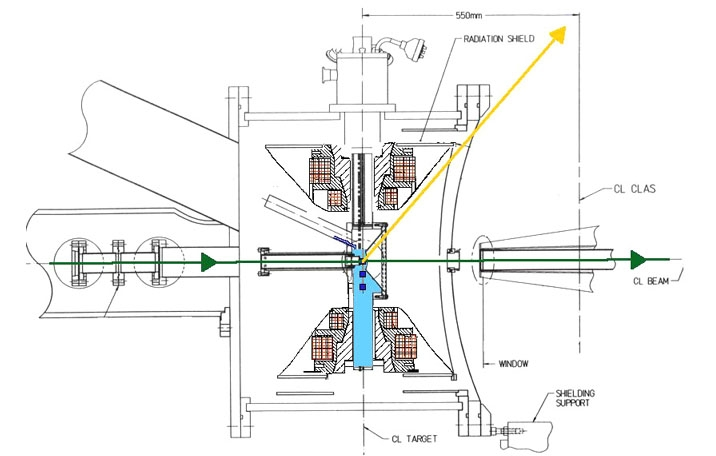 550mm
RADIATION SHIELD
CL CLAS
CL BEAM
WINDOW
SHIELDING
SUPPORT
CL TARGET